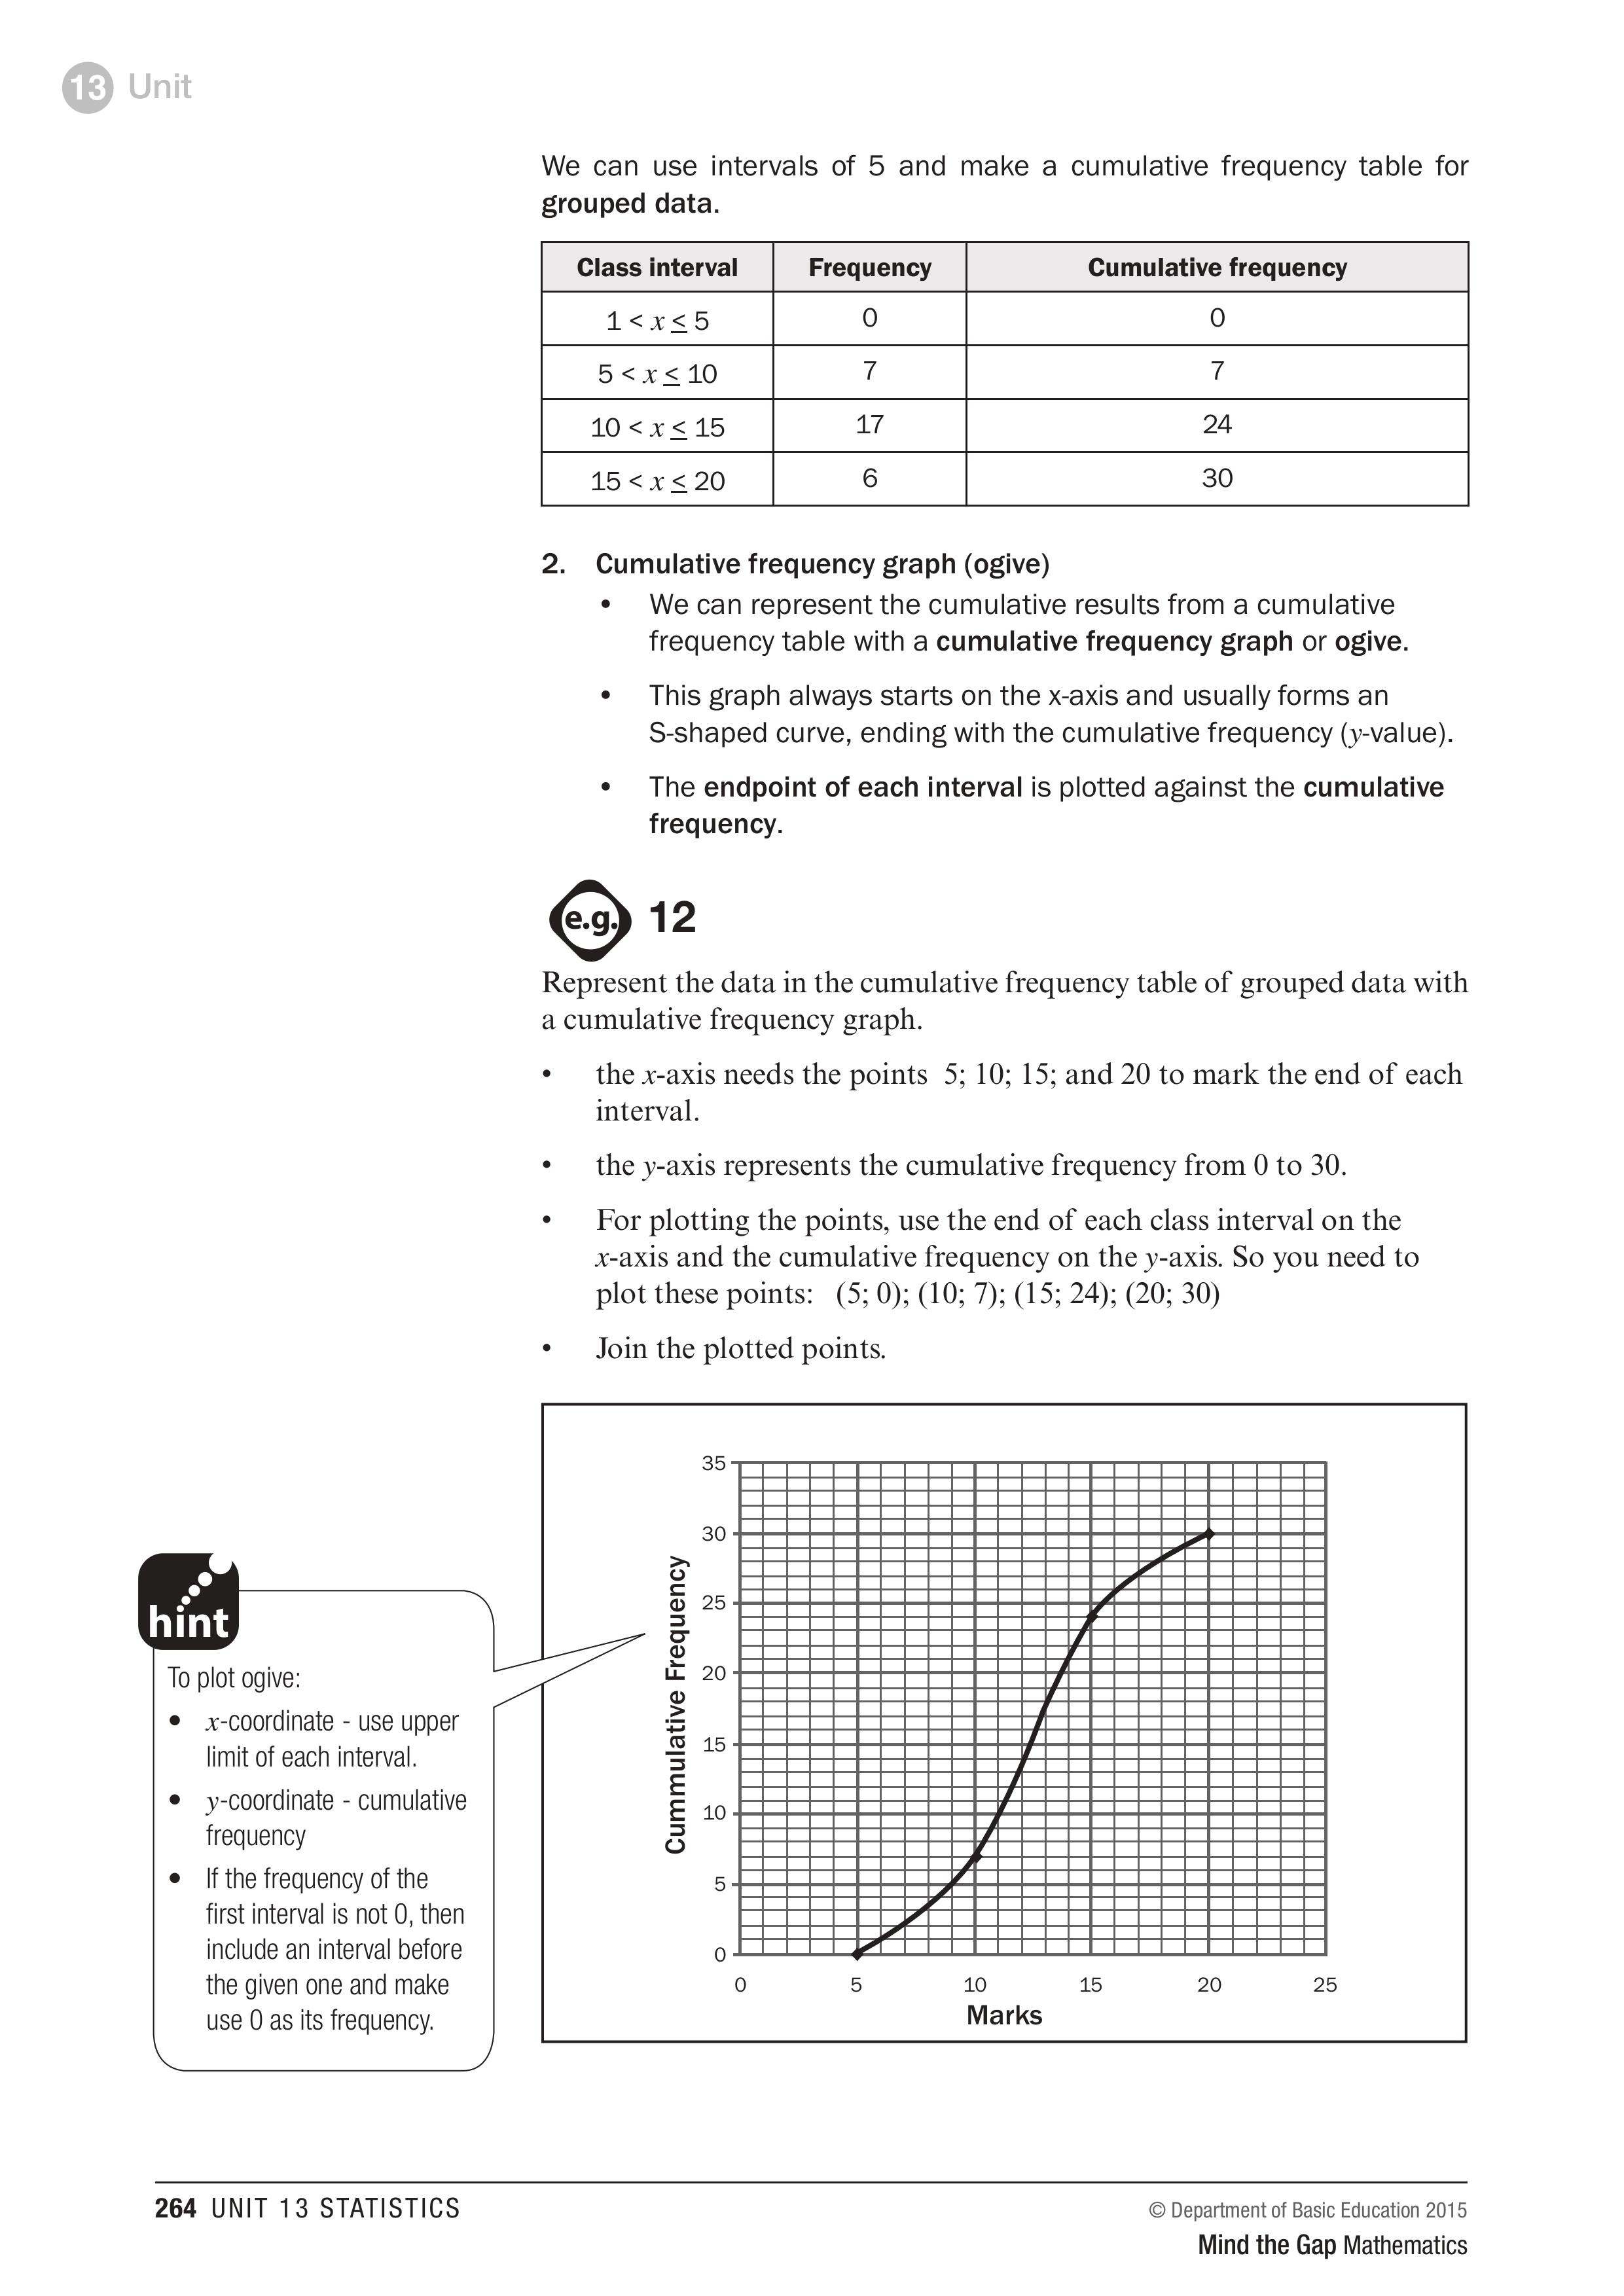 13 Unit
We can use intervals of 5 and make a cumulative frequency table for
grouped data.
Class interval Frequency Cumulative frequency
1 < x ≤ 5 0 0
5 < x ≤ 10 7 7
10 < x ≤ 15 17 24
15 < x ≤ 20 6 30
2. Cumulative frequency graph (ogive)
• We can represent the cumulative results from a cumulative
frequency table with a cumulative frequency graph or ogive.
• This graph always starts on the x-axis and usually forms an
S-shaped curve, ending with the cumulative frequency (y-value).
• The endpoint of each interval is plotted against the cumulative
frequency.
e.g. 12
Represent the data in the cumulative frequency table of grouped data with
a cumulative frequency graph.
• the x-axis needs the points 5; 10; 15; and 20 to mark the end of each
interval.
• the y-axis represents the cumulative frequency from 0 to 30.
• For plotting the points, use the end of each class interval on the
x-axis and the cumulative frequency on the y-axis. So you need to
plot these points: (5; 0); (10; 7); (15; 24); (20; 30)
• Join the plotted points.
hint
To plot ogive:
• x-coordinate - use upper
limit of each interval.
• y-coordinate - cumulative
frequency
• If the frequency of the
first interval is not 0, then
include an interval before
the given one and make
use 0 as its frequency.
Cummulative Frequency
35
30
25
20
15
10
5
0
0 5 10 15 20 25
Marks
264 UNIT 13 STATISTICS
© Department of Basic Education 2015
Mind the Gap Mathematics